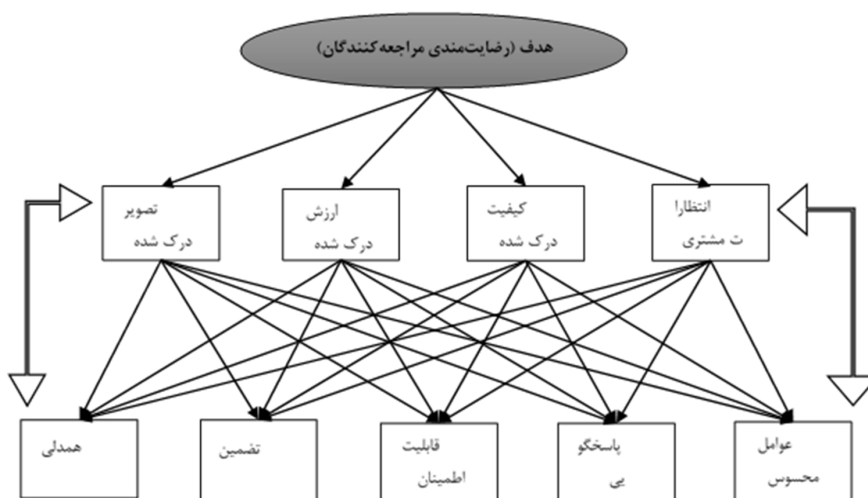 هدف (رضایت‌مندی مراجعه‌کنندگان)
انتظارا
ت مشتری
کیفیت
درک شده
ارزش
درک شده
تصویر
درک شده
عوامل
محسوس
پاسخگو
یی
قابلیت
اطمینان
تضمین
همدلی